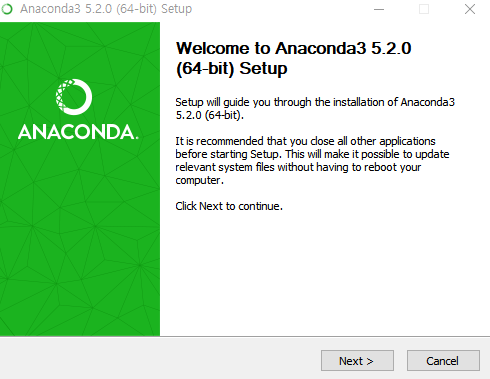 Anaconda3 5.2.0 (64-bit) Setup
ANACONDA.
Welcome to Anaconda3 5.2.0
(64-bit) Setup
Setup will guide you through the installation of Anaconda3
5.2.0 (64-bit).
It is recommended that you close all other applications
before starting Setup. This will make it possible to update
relevant system files without having to reboot your
computer.
Click Next to continue.
Next >
Cancel